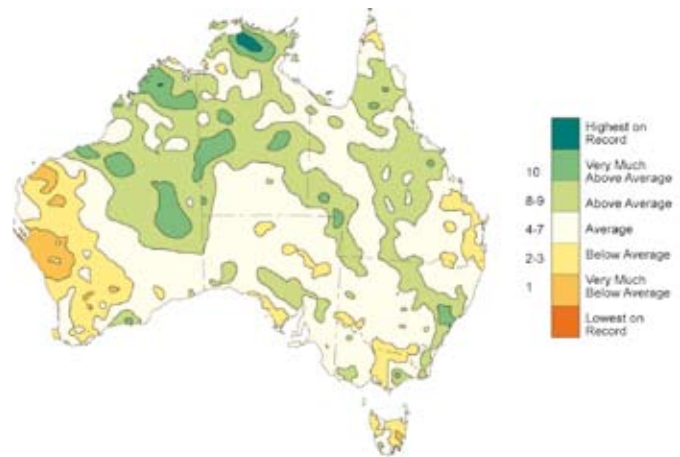 Highest on
Record
10
Very Much
Above Average
8-9
Above Average
4-7
Average
2-3
Below Average
1
Very Much
Below Average
Lowest on
Record